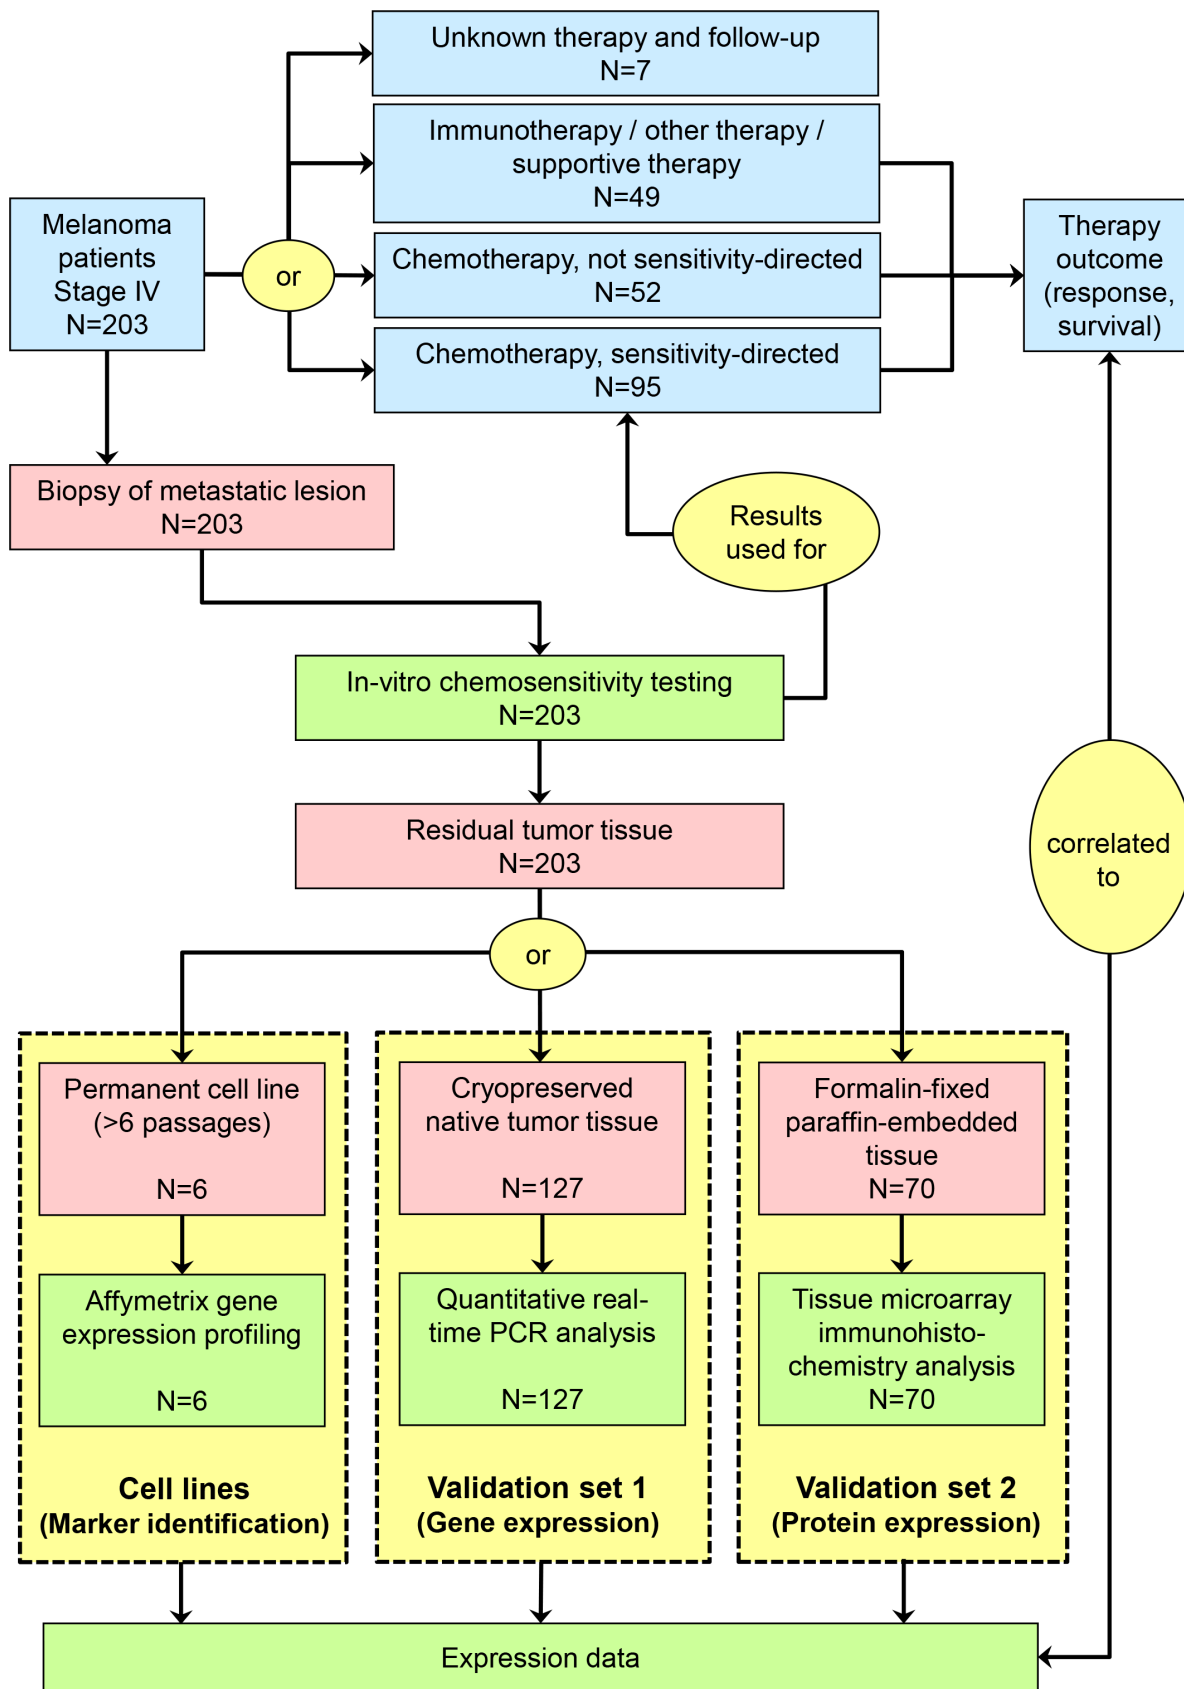 Unknown therapy and follow-up
N=7
Immunotherapy / other therapy /
supportive therapy
N=49
Melanoma
patients
Stage IV
N=203
or
Chemotherapy, not sensitivity-directed
N=52
Chemotherapy, sensitivity-directed
N=95
Therapy
outcome
(response,
survival)
Biopsy of metastatic lesion
N=203
Results
used for
In-vitro chemosensitivity testing
N=203
Residual tumor tissue
N=203
correlated
to
or
Permanent cell line
(>6 passages)
N=6
Affymetrix gene
expression profiling
N=6
Cell lines
(Marker identification)
Cryopreserved
native tumor tissue
N=127
Quantitative real-
time PCR analysis
N=127
Validation set 1
(Gene expression)
Formalin-fixed
paraffin-embedded
tissue
N=70
Tissue microarray
immunohisto-
chemistry analysis
N=70
Validation set 2
(Protein expression)
Expression data